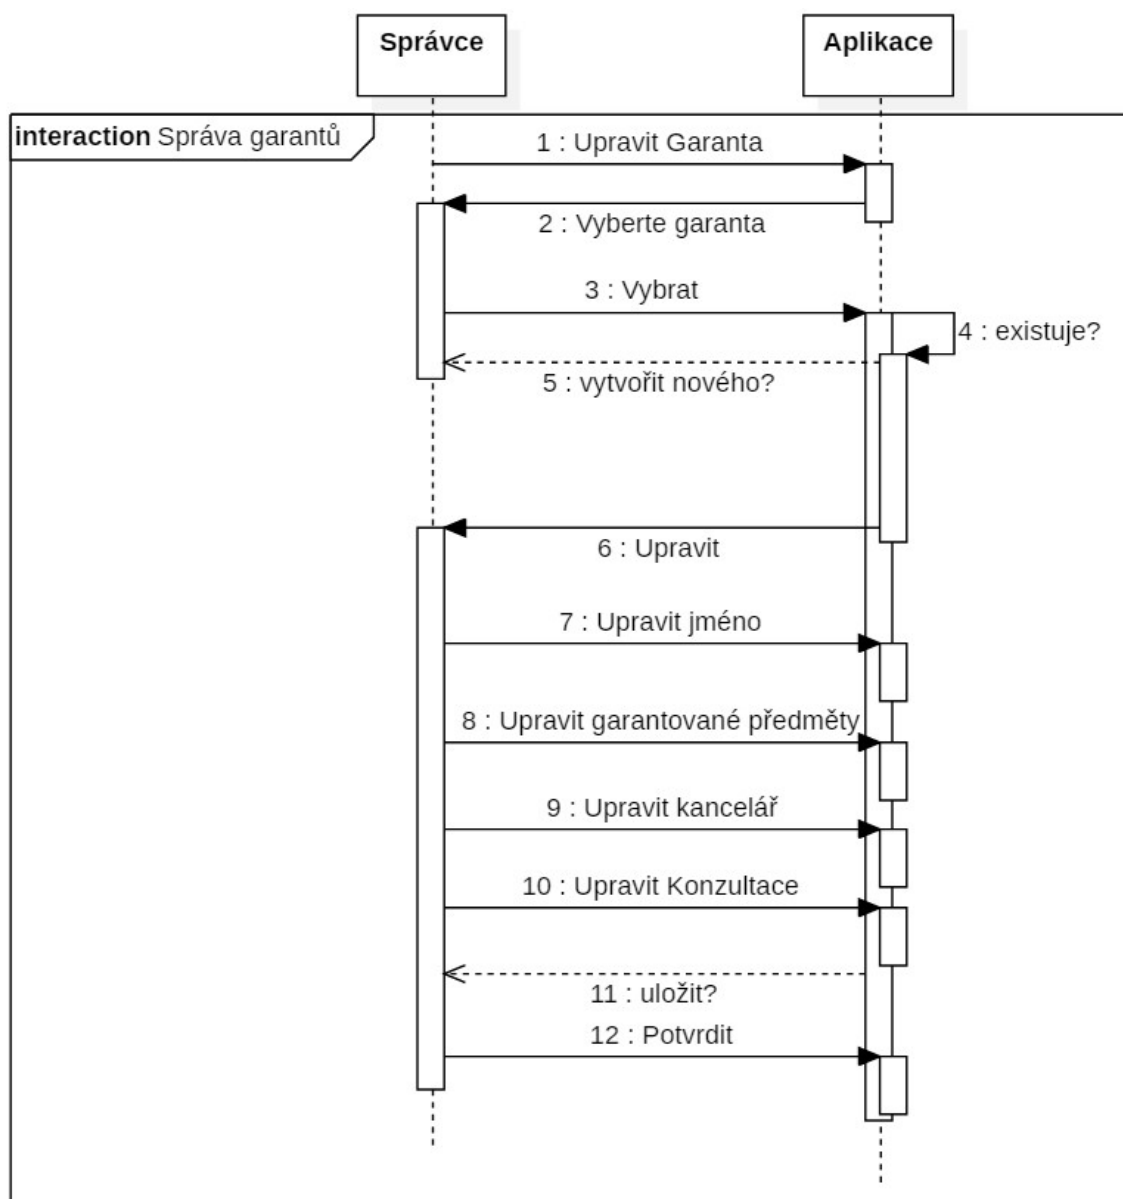 Správce
Aplikace
interaction Správa garantů
1 : Upravit Garanta
2 : Vyberte garanta
3 : Vybrat
4 : existuje?
5 : vytvořit nového?
6 : Upravit
7 : Upravit jméno
8 : Upravit garantované předměty
9 : Upravit kancelář
10 : Upravit Konzultace
11 : uložit?
12 : Potvrdit